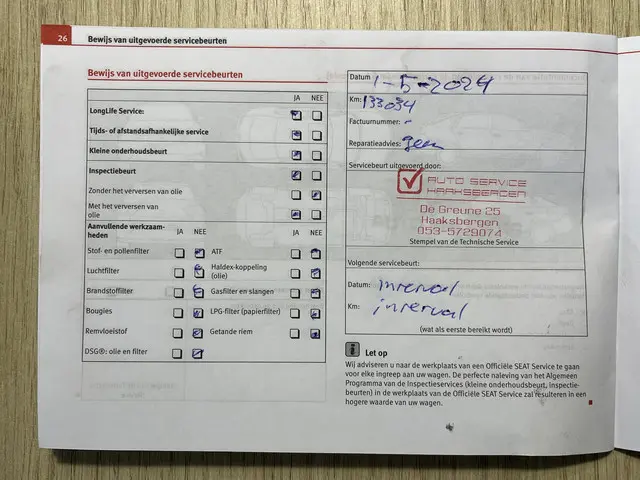 26 Bewijs van uitgevoerde servicebeurten
Bewijs van uitgevoerde servicebeurten
JA NEE
LongLife Service:
Tijds- of afstandsafhankelijke service
Kleine onderhoudsbeurt
Inspectiebeurt
Zonder het verversen van olie
Met het verversen van
olie
Aanvullende werkzaam-
heden
JA NEE JA NEE
Stof- en pollenfilter ATF
Luchtfilter Haldex-koppeling
(olie)
Brandstoffilter Gasfilter en slangen
Bougies LPG-filter (papierfilter)
Remvloeistof Getande riem
DSG®: olie en filter
Datum 1-5-2024
Km: 133034
Factuurnummer: -
Reparatieadvies: geen
Servicebeurt uitgevoerd door:
AUTO SERVICE
HAAKSBERGEN
De Greune 25
Haaksbergen
053-5729074
Stempel van de Technische Service
Volgende servicebeurt:
Datum: interval
Km: interval
(wat als eerste bereikt wordt)
i Let op
Wij adviseren u naar de werkplaats van een Officiële SEAT Service te gaan
voor elke ingreep aan uw wagen. De perfecte naleving van het Algemeen
Programma van de Inspectieservices (kleine onderhoudsbeurt, inspectie-
beurten) in de werkplaats van de Officiële SEAT Service zal resulteren in een
hogere waarde van uw wagen.